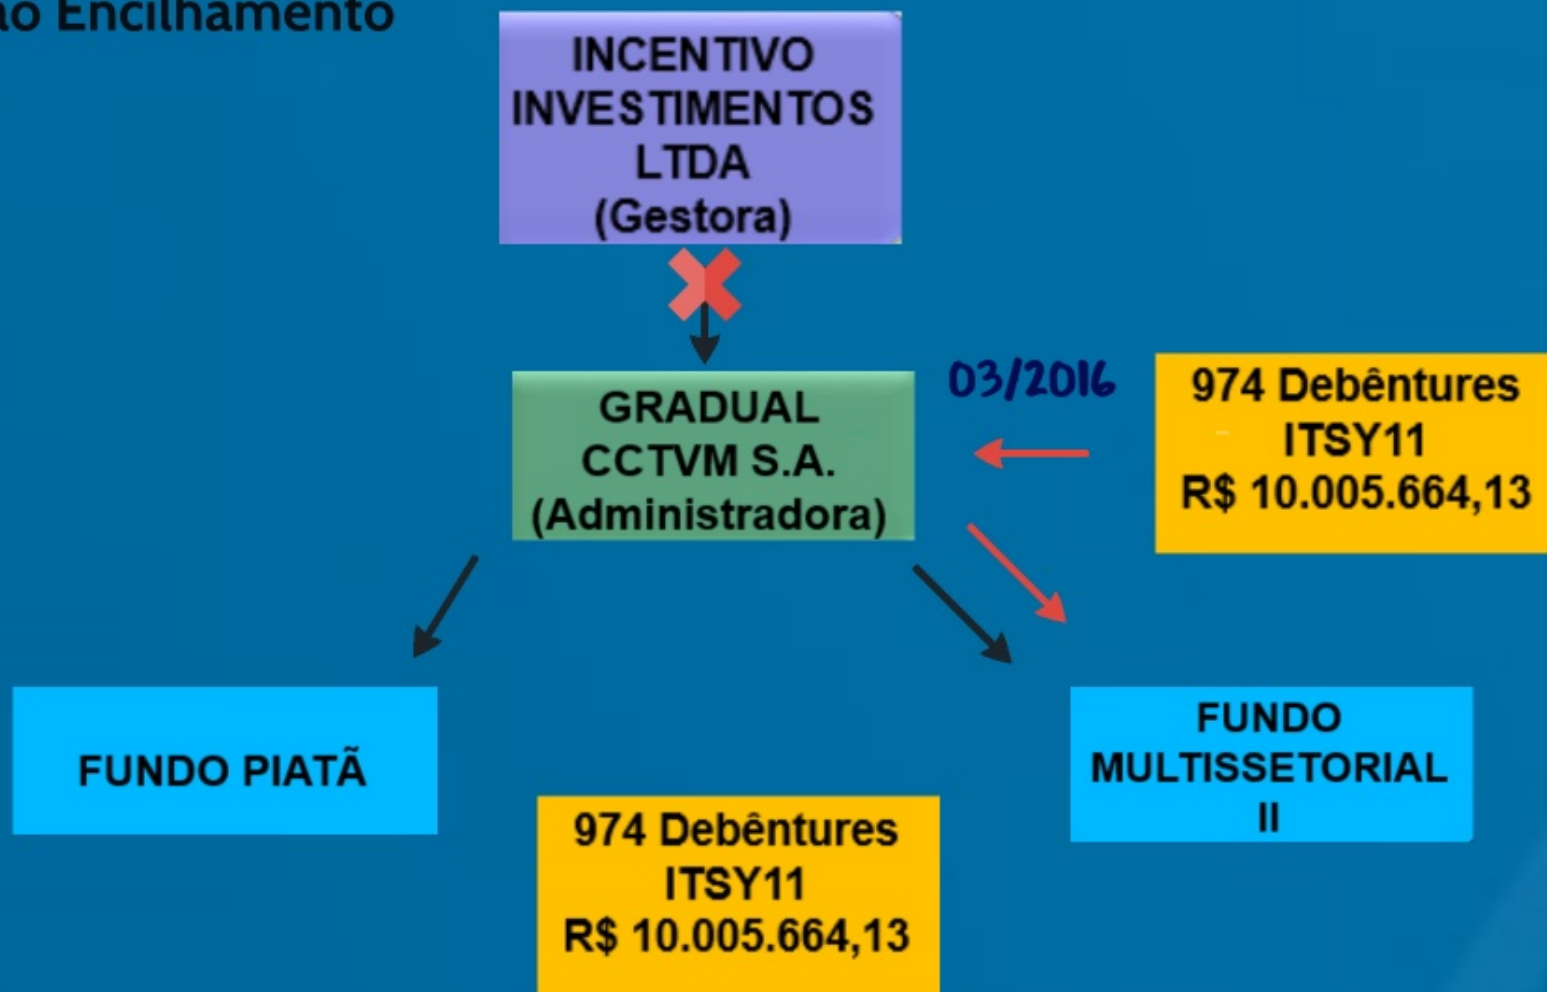 ão Encilhamento
INCENTIVO
INVESTIMENTOS
LTDA
(Gestora)
GRADUAL
CCTVM S.A.
(Administradora)
03/2016
974 Debêntures
ITSY11
R$ 10.005.664,13
FUNDO PIATÃ
FUNDO
MULTISSETORIAL
II
974 Debêntures
ITSY11
R$ 10.005.664,13